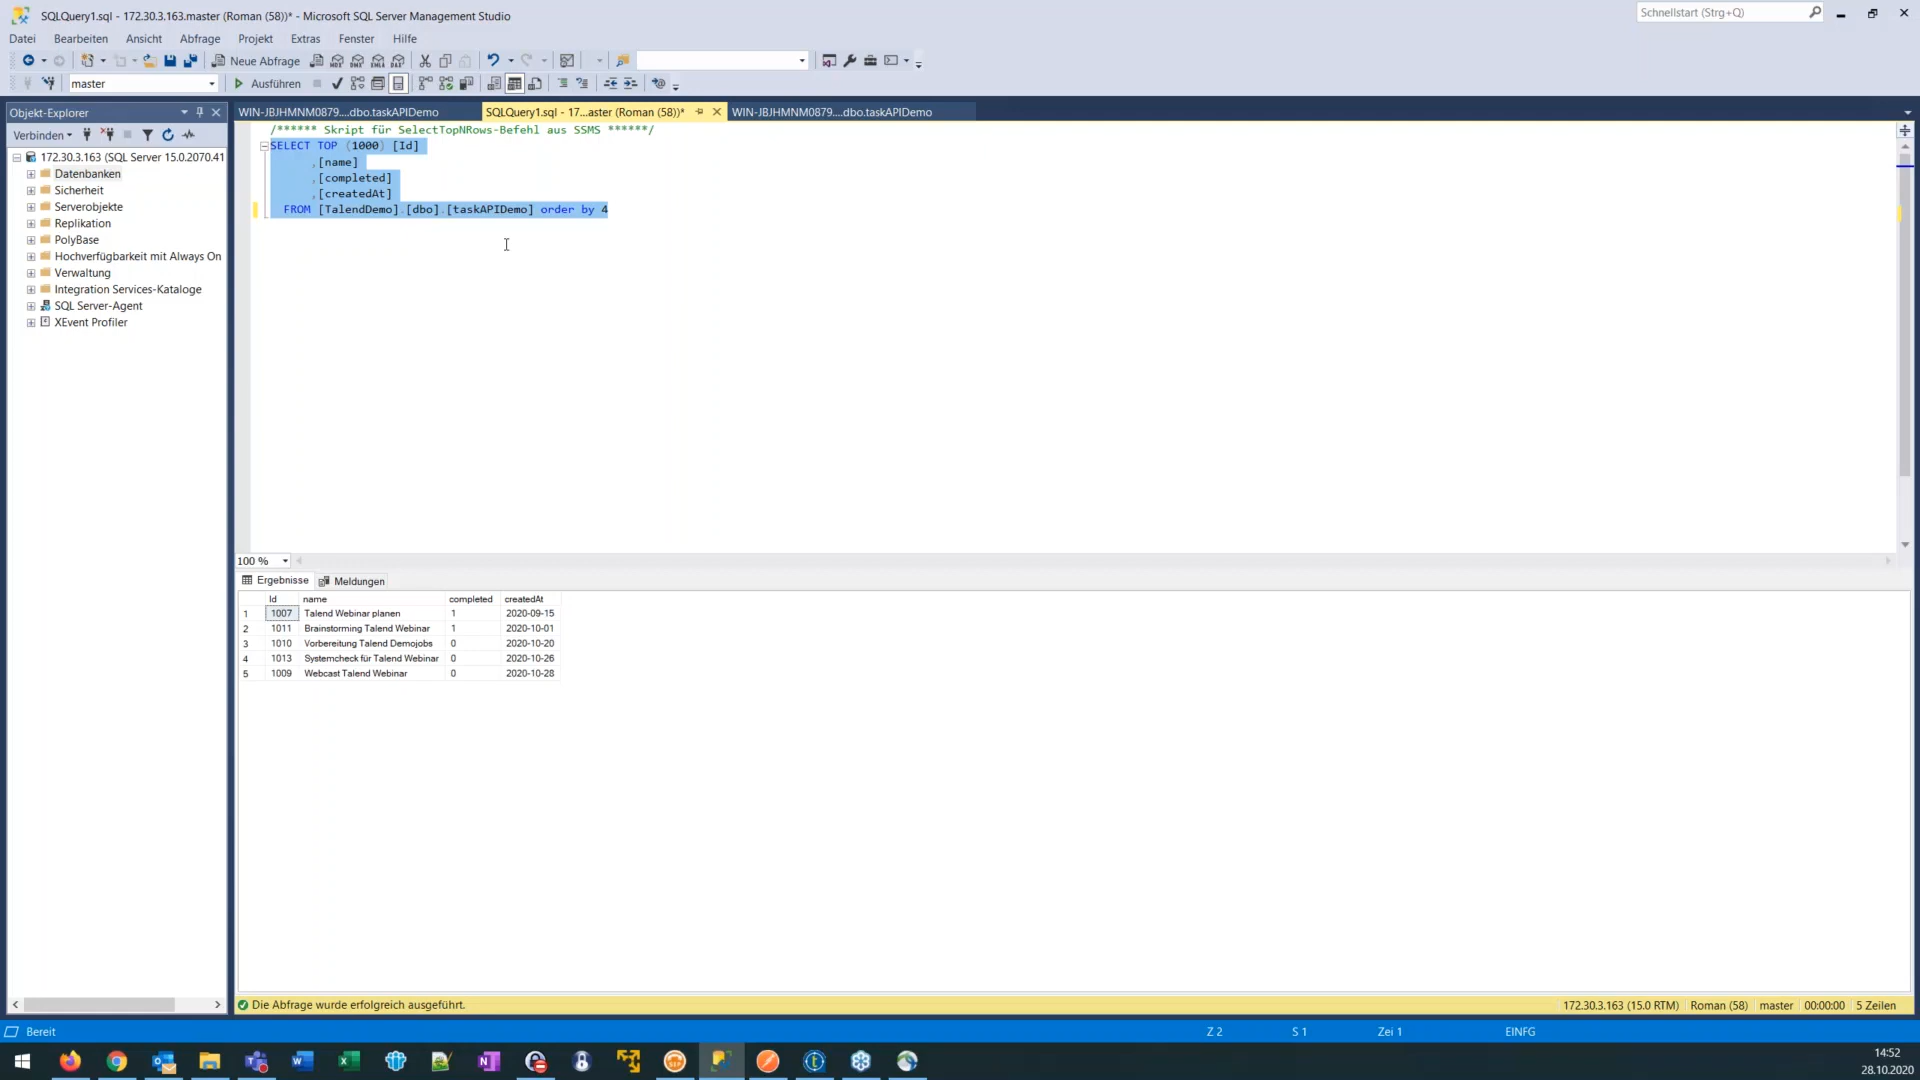 SQLQuery1.sql - 172.30.3.163.master (Roman (58))* - Microsoft SQL Server Management Studio
Schnellstart (Strg+Q)
Datei Bearbeiten Ansicht Abfrage Projekt Extras Fenster Hilfe
Neue Abfrage
master Ausführen
Objekt-Explorer
WIN-JBJHMNM0879....dbo.taskAPIDemo SQLQuery1.sql - 17...aster (Roman (58))* WIN-JBJHMNM0879....dbo.taskAPIDemo
Verbinden
172.30.3.163 (SQL Server 15.0.2070.41
Datenbanken
Sicherheit
Serverobjekte
Replikation
PolyBase
Hochverfügbarkeit mit Always On
Verwaltung
Integration Services-Kataloge
SQL Server-Agent
XEvent Profiler
/****** Skript für SelectTopNRows-Befehl aus SSMS ******/
SELECT TOP (1000) [Id]
,[name]
,[completed]
,[createdAt]
FROM [TalendDemo].[dbo].[taskAPIDemo] order by 4
100 %
Ergebnisse Meldungen
Id name completed createdAt
1 1007 Talend Webinar planen 1 2020-09-15
2 1011 Brainstorming Talend Webinar 1 2020-10-01
3 1010 Vorbereitung Talend Demojobs 0 2020-10-20
4 1013 Systemcheck für Talend Webinar 0 2020-10-26
5 1009 Webcast Talend Webinar 0 2020-10-28
Die Abfrage wurde erfolgreich ausgeführt. 172.30.3.163 (15.0 RTM) Roman (58) master 00:00:00 5 Zeilen
Bereit Z 2 S 1 Zei 1 EINFG
14:52
28.10.2020